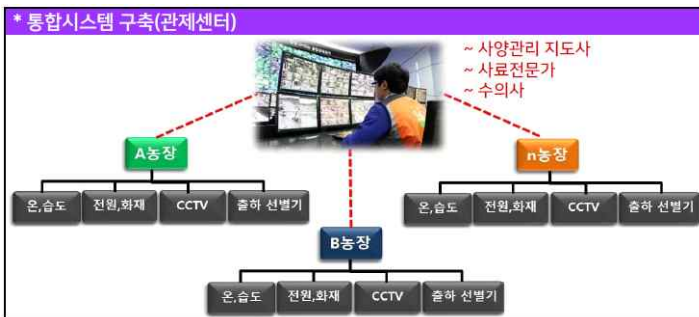 * 통합시스템 구축(관제센터)
~ 사양관리 지도사
~ 사료전문가
~ 수의사
A농장
n농장
온,습도 전원,화재 CCTV 출하 선별기
온,습도 전원,화재 CCTV 출하 선별기
B농장
온,습도 전원,화재 CCTV 출하 선별기